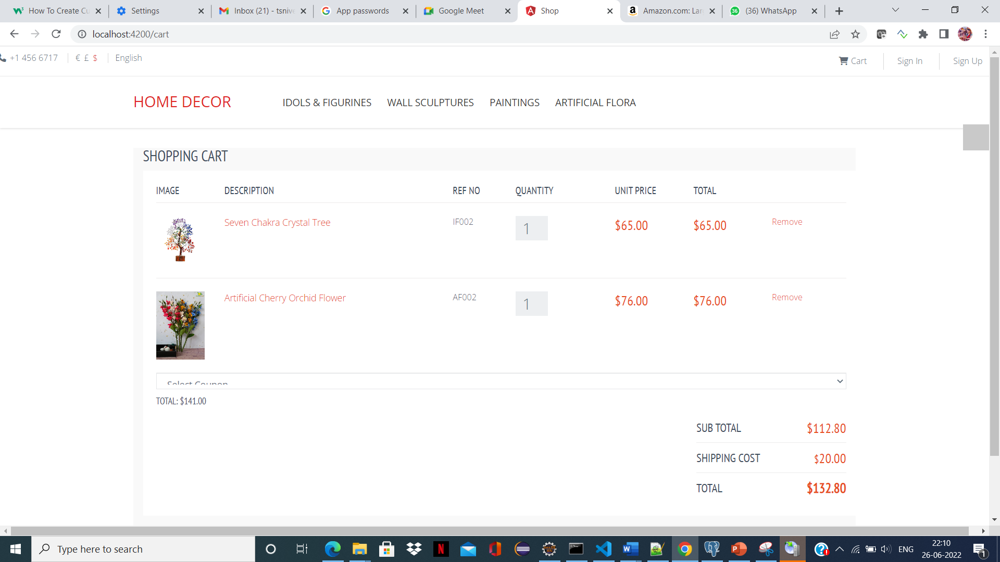 How To Create Cu
Settings
Inbox (21) - tsnive
App passwords
Google Meet
Shop
Amazon.com: Lar
(36) WhatsApp
localhost:4200/cart
+1 456 6717
€ £ $
English
Cart
Sign In
Sign Up
HOME DECOR
IDOLS & FIGURINES
WALL SCULPTURES
PAINTINGS
ARTIFICIAL FLORA
SHOPPING CART
IMAGE DESCRIPTION REF NO QUANTITY UNIT PRICE TOTAL
Seven Chakra Crystal Tree IF002 1 $65.00 $65.00 Remove
Artificial Cherry Orchid Flower AF002 1 $76.00 $76.00 Remove
Select Coupon
TOTAL: $141.00
SUB TOTAL $112.80
SHIPPING COST $20.00
TOTAL $132.80
Type here to search
ENG
22:10
26-06-2022
1